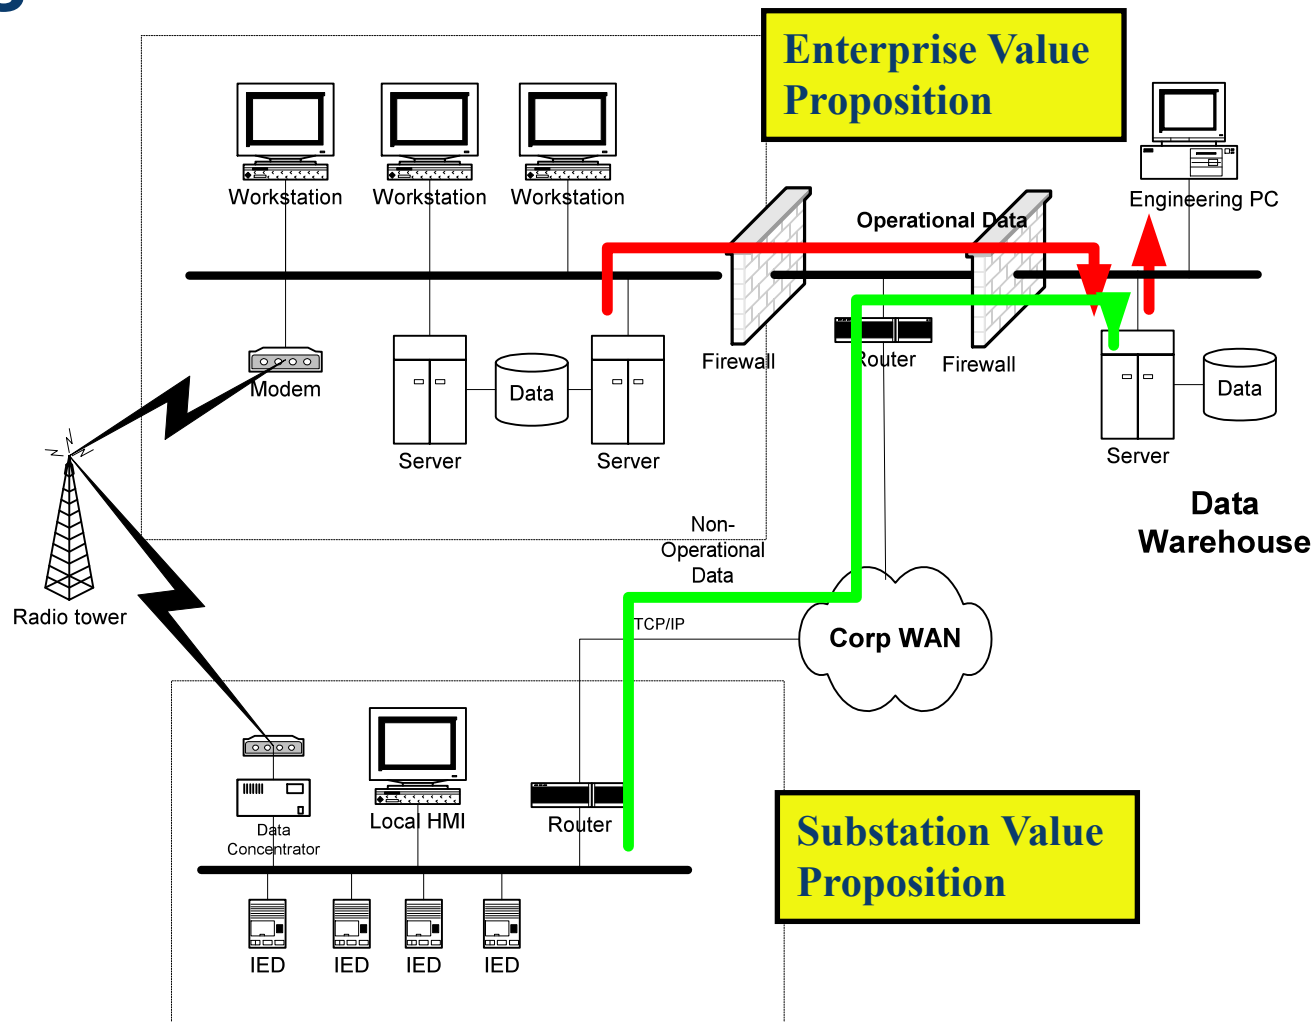 Enterprise Value
Proposition
Workstation
Workstation
Workstation
Engineering PC
Operational Data
Firewall
Router
Firewall
Modem
Data
Data
Server
Server
Server
Data
Warehouse
Non-
Operational
Data
Radio tower
TCP/IP
Corp WAN
Data
Concentrator
Local HMI
Router
Substation Value
Proposition
IED
IED
IED
IED